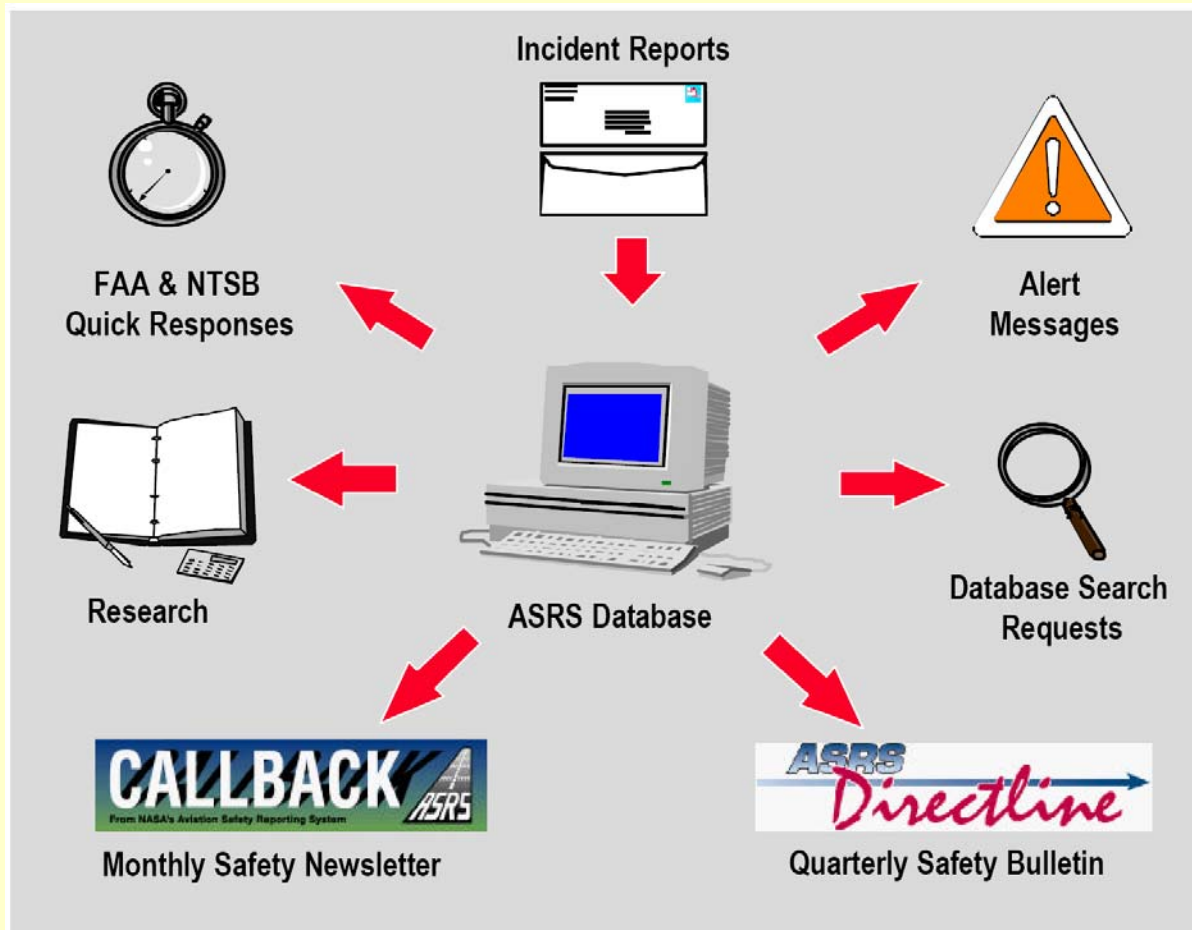 Incident Reports
FAA & NTSB
Quick Responses
Alert
Messages
Research
ASRS Database
Database Search
Requests
CALLBACK
From NASA's Aviation Safety Reporting System
ASRS
Monthly Safety Newsletter
ASRS
Directline
Quarterly Safety Bulletin